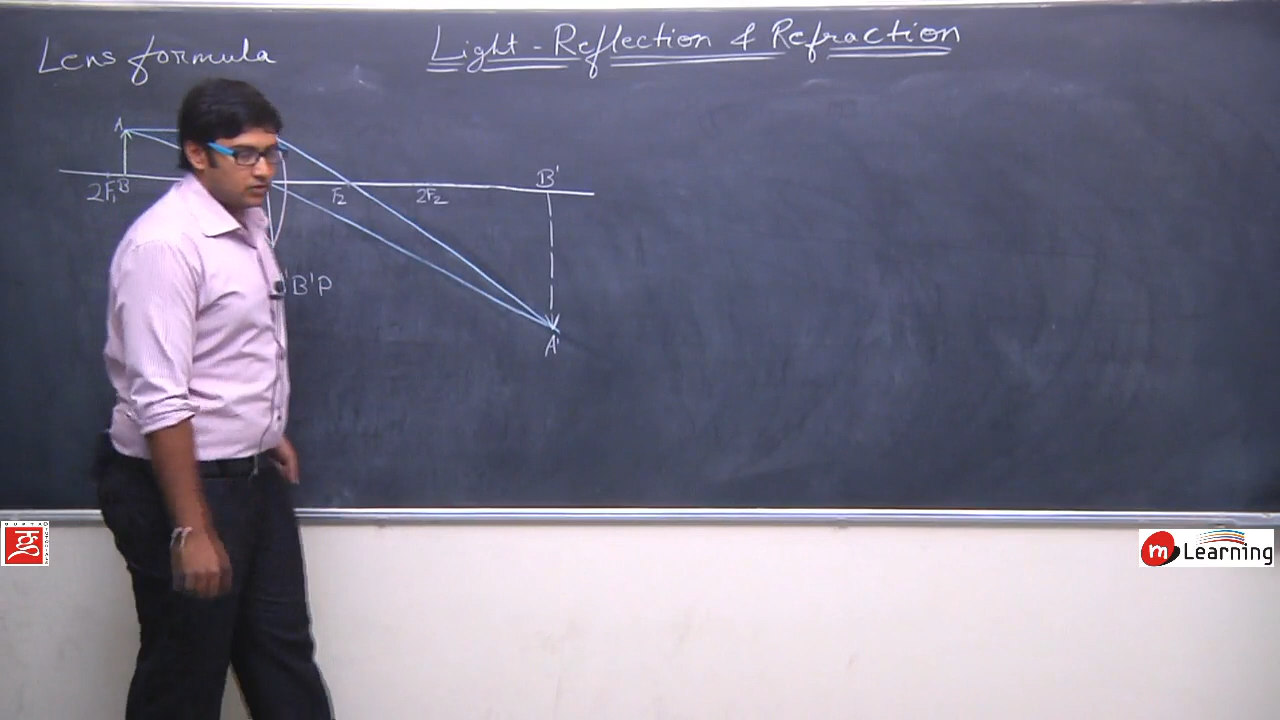 Lens formula
Light - Reflection & Refraction
A
2F₁ B F₂ 2F₂ B'
'B'P
A'
m Learning